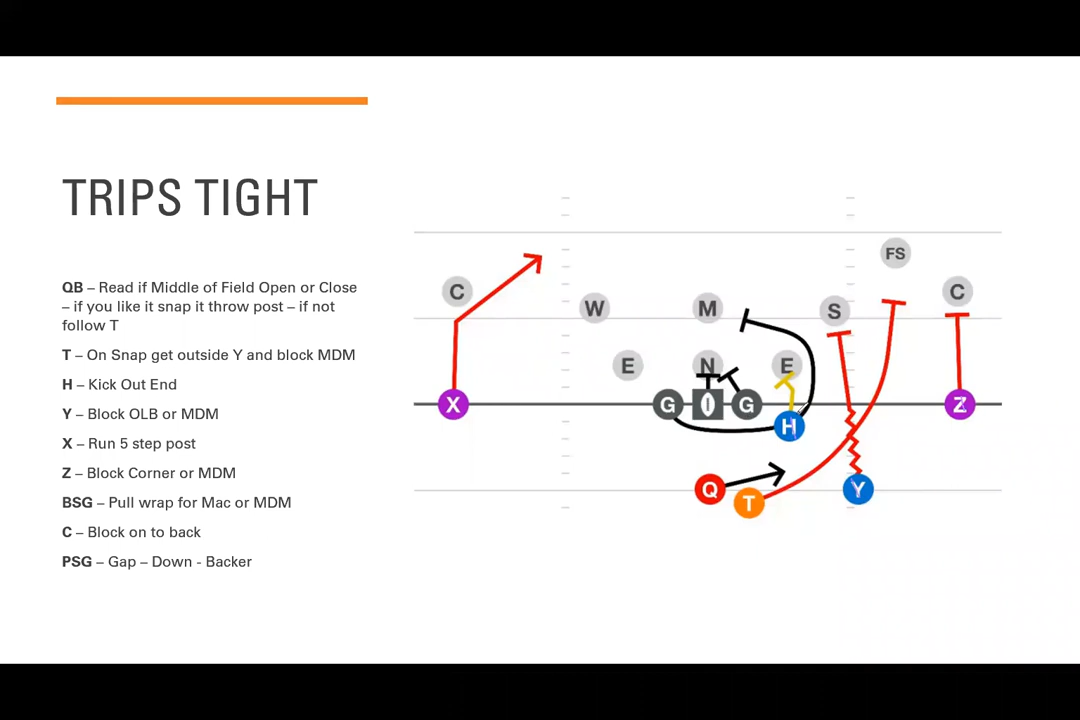 TRIPS TIGHT
QB – Read if Middle of Field Open or Close
– if you like it snap it throw post – if not
follow T
T – On Snap get outside Y and block MDM
H – Kick Out End
Y – Block OLB or MDM
X – Run 5 step post
Z – Block Corner or MDM
BSG – Pull wrap for Mac or MDM
C – Block on to back
PSG – Gap – Down - Backer
FS
C
C
W
M
S
E
N
E
X
G
G
Z
H
Q
T
Y